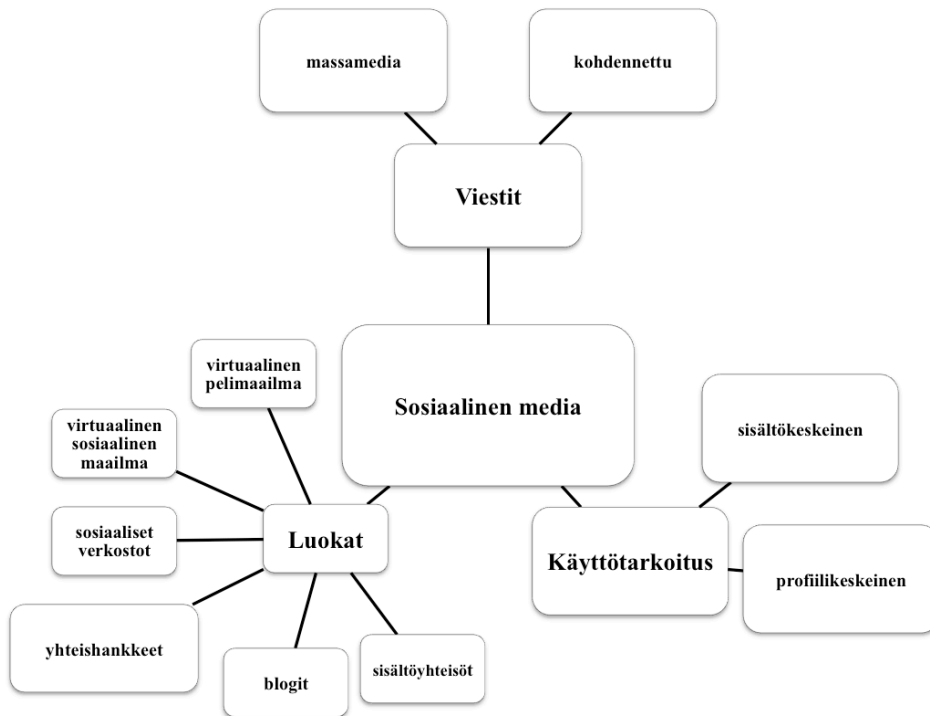 massamedia
kohdennettu
Viestit
Sosiaalinen media
virtuaalinen
pelimaailma
virtuaalinen
sosiaalinen
maailma
sosiaaliset
verkostot
Luokat
yhteishankkeet
blogit
sisältöyhteisöt
sisältökeskeinen
Käyttötarkoitus
profiilikeskeinen